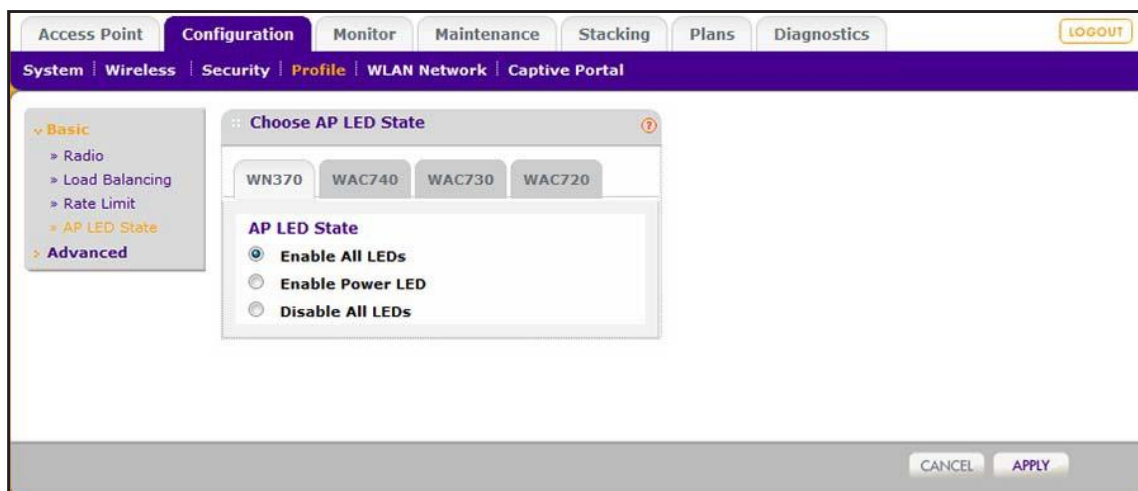 Access Point Configuration Monitor Maintenance Stacking Plans Diagnostics LOGOUT
System Wireless Security Profile WLAN Network Captive Portal
Basic
» Radio
» Load Balancing
» Rate Limit
» AP LED State
Advanced
Choose AP LED State ?
WN370 WAC740 WAC730 WAC720
AP LED State
Enable All LEDs
Enable Power LED
Disable All LEDs
CANCEL APPLY